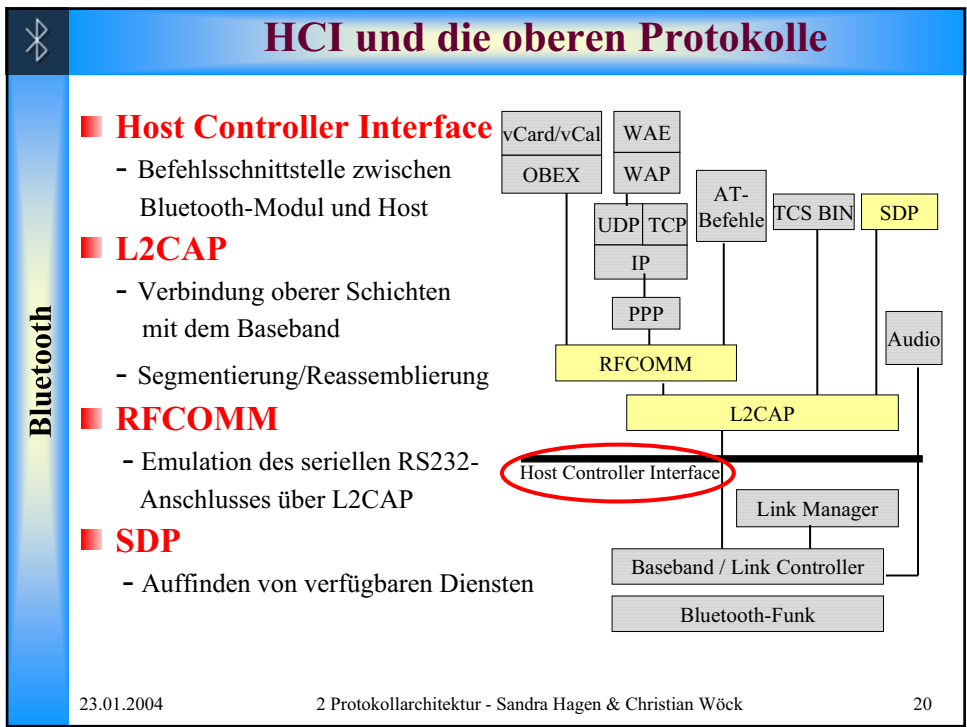 HCI und die oberen Protokolle
Bluetooth
Host Controller Interface
- Befehlsschnittstelle zwischen
Bluetooth-Modul und Host
L2CAP
- Verbindung oberer Schichten
mit dem Baseband
- Segmentierung/Reassemblierung
RFCOMM
- Emulation des seriellen RS232-
Anschlusses über L2CAP
SDP
- Auffinden von verfügbaren Diensten
vCard/vCal
OBEX
WAE
WAP
UDP
TCP
IP
PPP
AT-
Befehle
TCS BIN
SDP
Audio
RFCOMM
L2CAP
Host Controller Interface
Link Manager
Baseband / Link Controller
Bluetooth-Funk
23.01.2004
2 Protokollarchitektur - Sandra Hagen & Christian Wöck
20